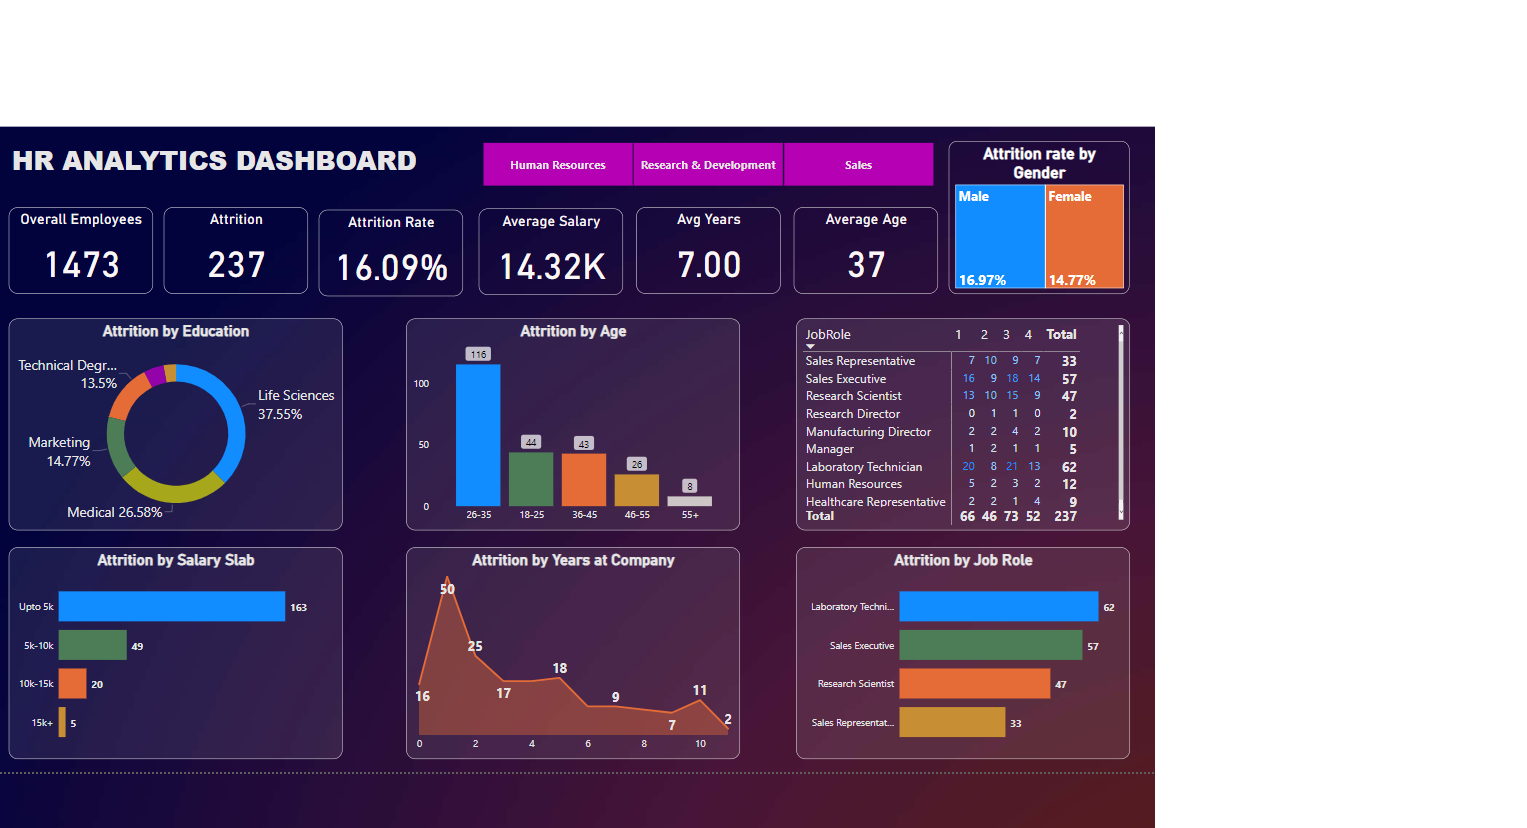 HR ANALYTICS DASHBOARD
Human Resources
Research & Development
Sales
Attrition rate by
Gender
Male
Female
16.97%
14.77%
Overall Employees
1473
Attrition
237
Attrition Rate
16.09%
Average Salary
14.32K
Avg Years
7.00
Average Age
37
Attrition by Education
Technical Degr...
13.5%
Life Sciences
37.55%
Marketing
14.77%
Medical 26.58%
Attrition by Age
100
50
0
116
44
43
26
8
26-35
18-25
36-45
46-55
55+
JobRole 1 2 3 4 Total
Sales Representative 7 10 9 7 33
Sales Executive 16 9 18 14 57
Research Scientist 13 10 15 9 47
Research Director 0 1 1 0 2
Manufacturing Director 2 2 4 2 10
Manager 1 2 1 1 5
Laboratory Technician 20 8 21 13 62
Human Resources 5 2 3 2 12
Healthcare Representative 2 2 1 4 9
Total 66 46 73 52 237
Attrition by Salary Slab
Upto 5k 163
5k-10k 49
10k-15k 20
15k+ 5
Attrition by Years at Company
16
50
25
17
18
9
7
11
2
0 2 4 6 8 10
Attrition by Job Role
Laboratory Techni... 62
Sales Executive 57
Research Scientist 47
Sales Representat... 33